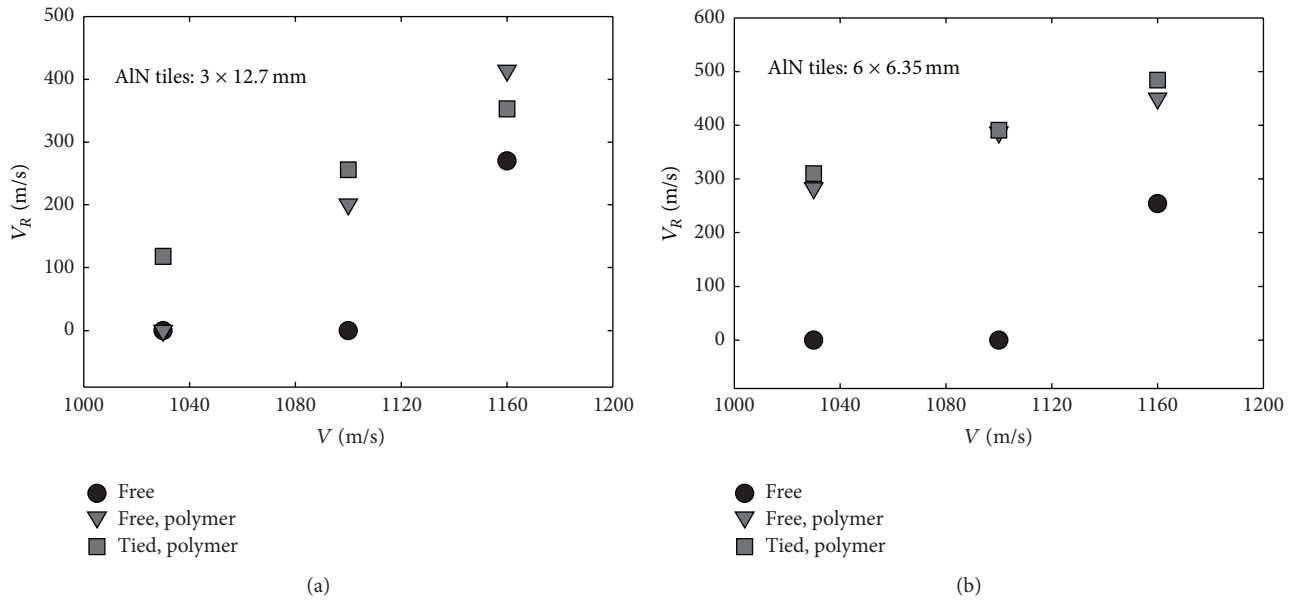 500
400
300
200
100
0
V_R (m/s)
AlN tiles: 3 × 12.7 mm
1000 1040 1080 1120 1160 1200
V (m/s)
Free
Free, polymer
Tied, polymer
(a)
600
500
400
300
200
100
0
V_R (m/s)
AlN tiles: 6 × 6.35 mm
1000 1040 1080 1120 1160 1200
V (m/s)
Free
Free, polymer
Tied, polymer
(b)